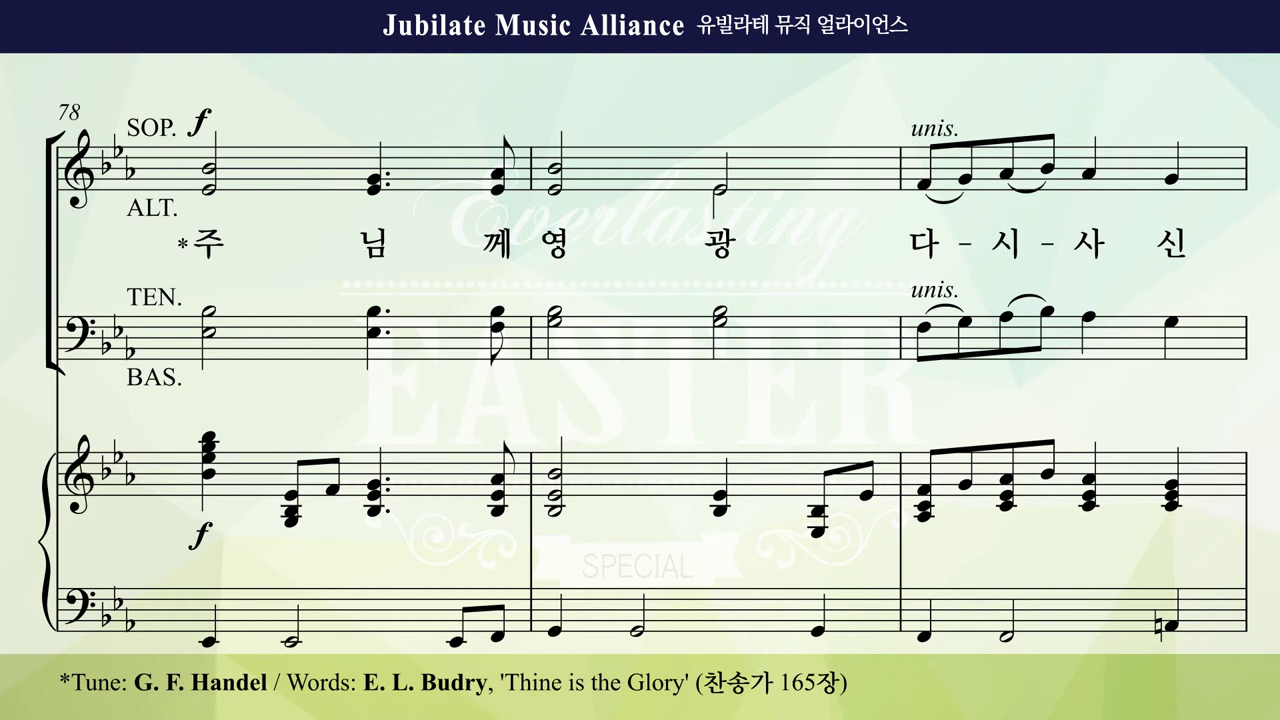 Jubilate Music Alliance 유빌라테 뮤직 얼라이언스
78
SOP. f
unis.
ALT.
*주 님 께 영 광 다 - 시 - 사 신
TEN.
unis.
BAS.
f
Everlasting
EASTER
SPECIAL
*Tune: G. F. Handel / Words: E. L. Budry, 'Thine is the Glory' (찬송가 165장)